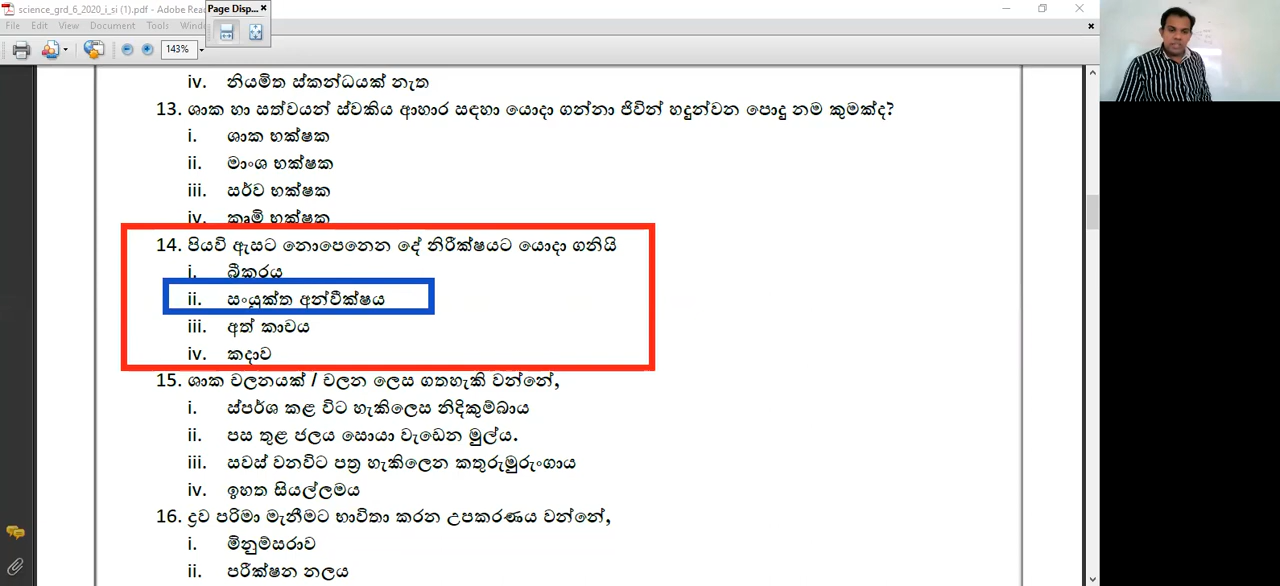 science_grd_6_2020_i_si (1).pdf - Adobe Rea
Page Disp...
File Edit View Document Tools Windo
143%
iv. නියමිත ස්කන්ධයක් නැත
13. ශාක හා සත්වයන් ස්වකිය ආහාර සඳහා යොදා ගන්නා ජිවින් හදුන්වන පොදු නම කුමක්ද?
i. ශාක භක්ෂක
ii. මාංශ භක්ෂක
iii. සර්ව භක්ෂක
iv. කෘමි භක්ෂක
14. පියවි ඇසට නොපෙනෙන දේ නිරීක්ෂයට යොදා ගනියි
i. බීකරය
ii. සංයුක්ත අන්වීක්ෂය
iii. අත් කාචය
iv. කදාව
15. ශාක චලනයක් / චලන ලෙස ගතහැකි වන්නේ,
i. ස්පර්ශ කළ විට හැකිලෙස නිදිකුම්බාය
ii. පස තුළ ජලය සොයා වැඩෙන මුල්ය.
iii. සවස් වනවිට පත්‍ර හැකිලෙන කතුරුමුරුංගාය
iv. ඉහත සියල්ලමය
16. ද්‍රව පරිමා මැනීමට භාවිතා කරන උපකරණය වන්නේ,
i. මිනුම්සරාව
ii. පරීක්ෂන නලය